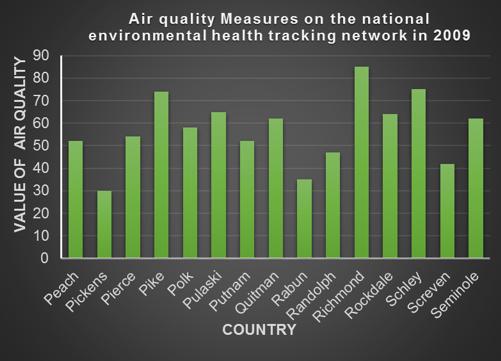 Air quality Measures on the national
environmental health tracking network in 2009
VALUE OF AIR QUALITY
90
80
70
60
50
40
30
20
10
0
Peach
Pickens
Pierce
Pike
Polk
Pulaski
Putnam
Quitman
Rabun
Randolph
Richmond
Rockdale
Schley
Screven
Seminole
COUNTRY